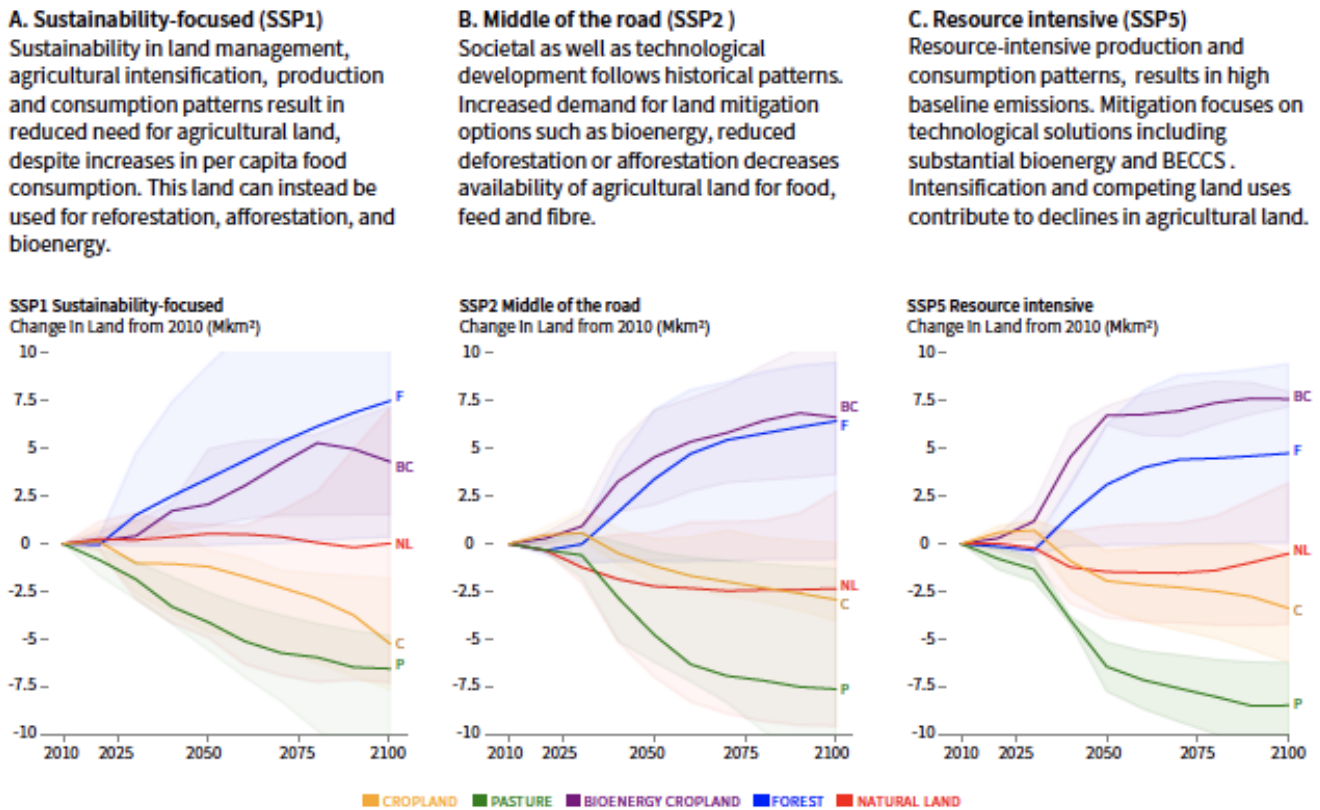 A. Sustainability-focused (SSP1)
Sustainability in land management,
agricultural intensification, production
and consumption patterns result in
reduced need for agricultural land,
despite increases in per capita food
consumption. This land can instead be
used for reforestation, afforestation, and
bioenergy.
B. Middle of the road (SSP2 )
Societal as well as technological
development follows historical patterns.
Increased demand for land mitigation
options such as bioenergy, reduced
deforestation or afforestation decreases
availability of agricultural land for food,
feed and fibre.
C. Resource intensive (SSP5)
Resource-intensive production and
consumption patterns, results in high
baseline emissions. Mitigation focuses on
technological solutions including
substantial bioenergy and BECCS .
Intensification and competing land uses
contribute to declines in agricultural land.
SSP1 Sustainability-focused
Change In Land from 2010 (Mkm²)
10
7.5
5
2.5
0
-2.5
-5
-7.5
-10
F
BC
NL
C
P
2010 2025 2050 2075 2100
SSP2 Middle of the road
Change In Land from 2010 (Mkm²)
10
7.5
5
2.5
0
-2.5
-5
-7.5
-10
BC
F
NL
C
P
2010 2025 2050 2075 2100
SSP5 Resource intensive
Change In Land from 2010 (Mkm²)
10
7.5
5
2.5
0
-2.5
-5
-7.5
-10
BC
F
NL
C
P
2010 2025 2050 2075 2100
CROPLAND PASTURE BIOENERGY CROPLAND FOREST NATURAL LAND